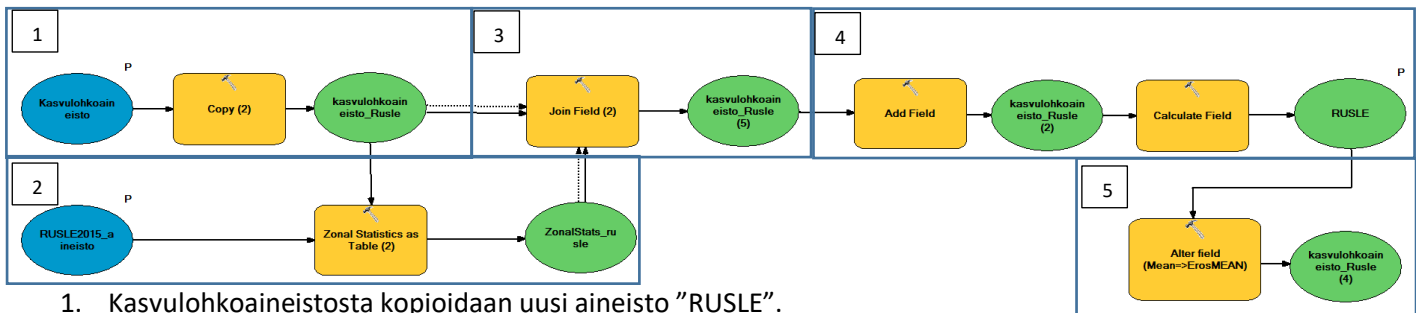 1
3
4
P
Kasvulohkoain
eisto
Copy (2)
kasvulohkoain
eisto_Rusle
Join Field (2)
kasvulohkoain
eisto_Rusle
(5)
Add Field
kasvulohkoain
eisto_Rusle
(2)
Calculate Field
P
RUSLE
2
P
RUSLE2015_a
ineisto
Zonal Statistics as
Table (2)
ZonalStats_ru
sle
5
Alter field
(Mean=>ErosMEAN)
kasvulohkoain
eisto_Rusle
(4)
1. Kasvulohkoaineistosta kopioidaan uusi aineisto ”RUSLE”.